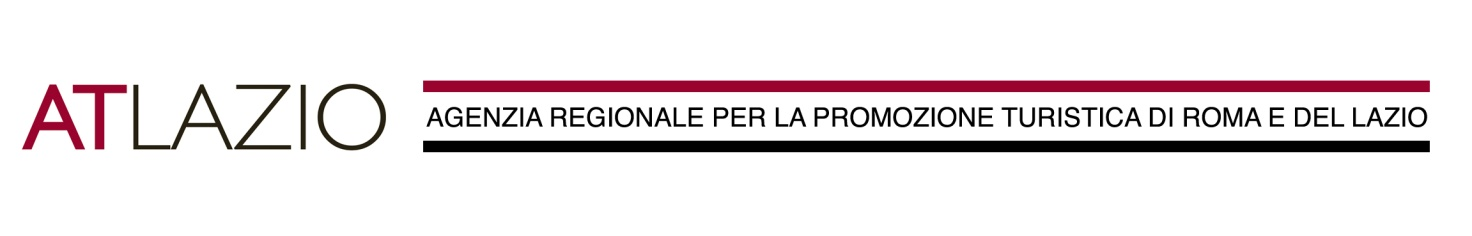 ATLAZIO
AGENZIA REGIONALE PER LA PROMOZIONE TURISTICA DI ROMA E DEL LAZIO